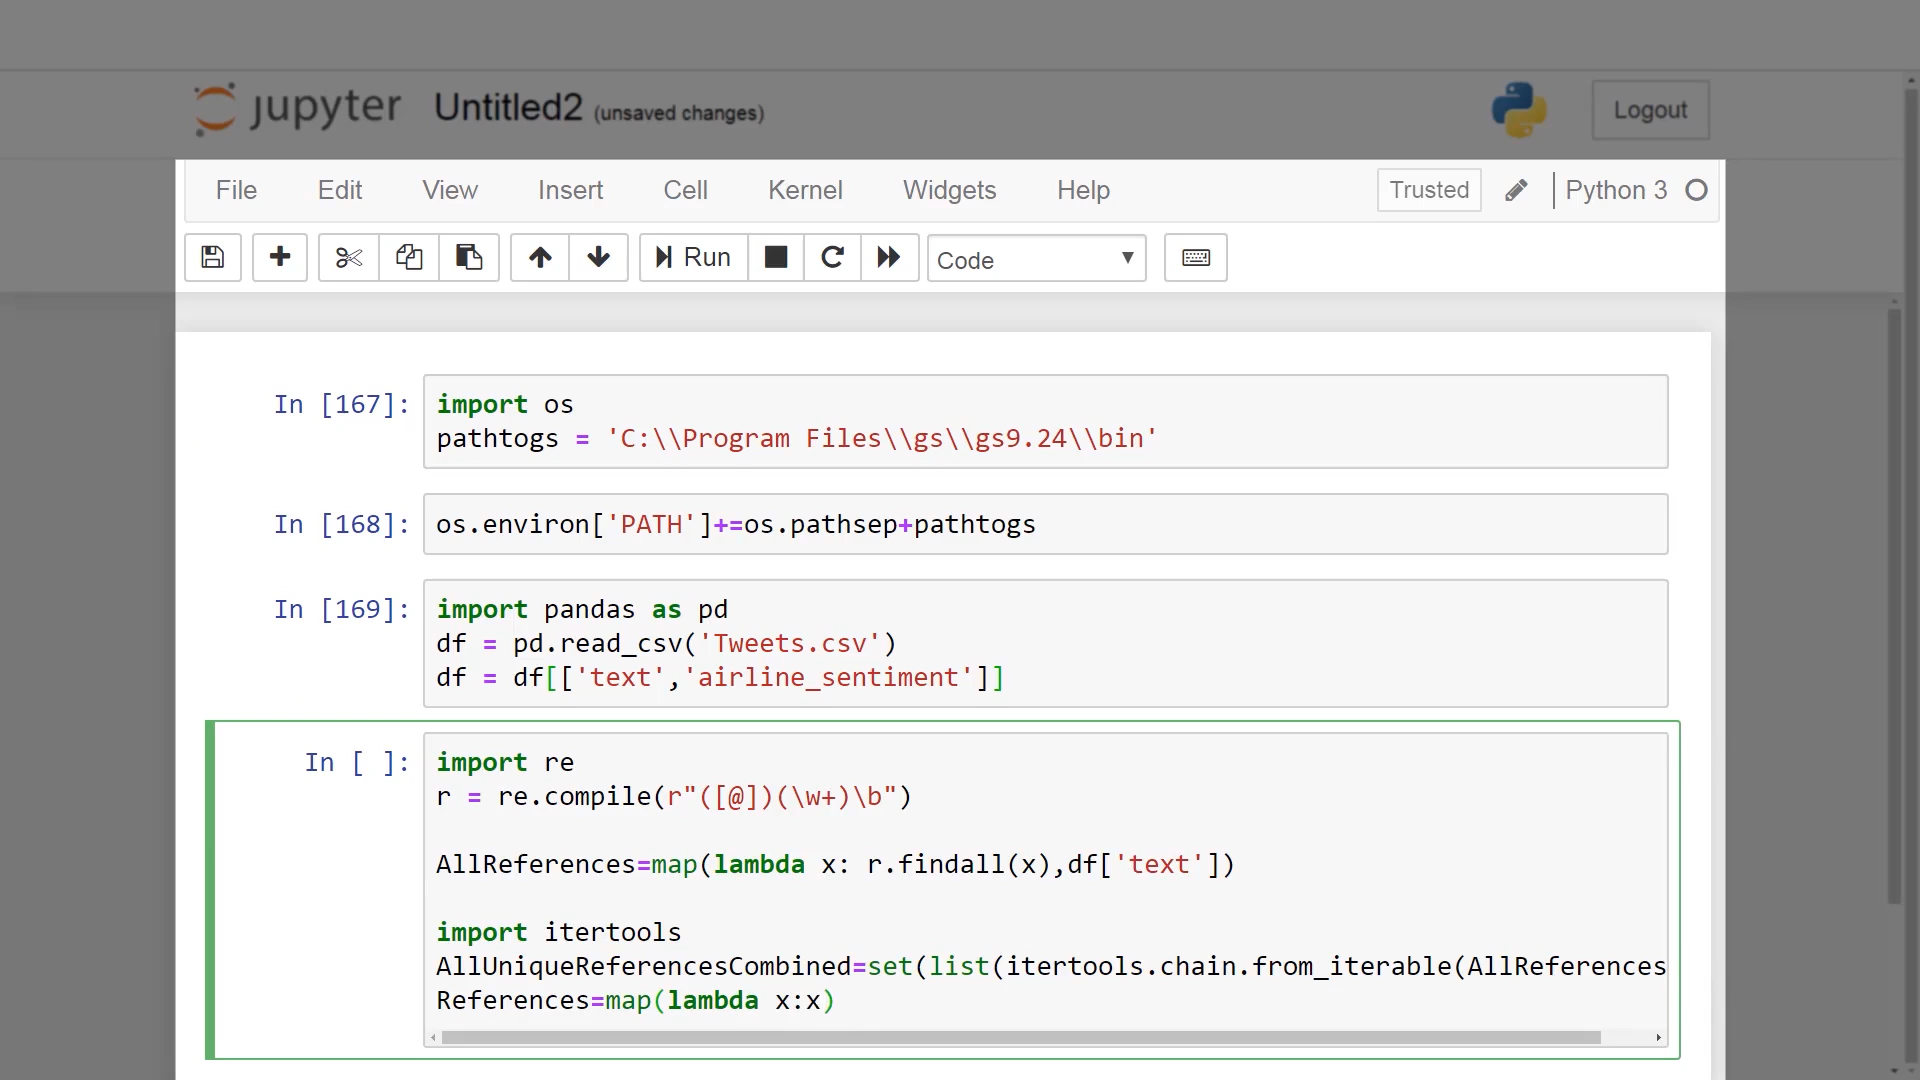 jupyter Untitled2 (unsaved changes) Logout
File Edit View Insert Cell Kernel Widgets Help Trusted Python 3
Run Code
In [167]: import os
pathtogs = 'C:\\Program Files\\gs\\gs9.24\\bin'
In [168]: os.environ['PATH']+=os.pathsep+pathtogs
In [169]: import pandas as pd
df = pd.read_csv('Tweets.csv')
df = df[['text','airline_sentiment']]
In [ ]: import re
r = re.compile(r"([@])(\w+)\b")
AllReferences=map(lambda x: r.findall(x),df['text'])
import itertools
AllUniqueReferencesCombined=set(list(itertools.chain.from_iterable(AllReferences
References=map(lambda x:x)